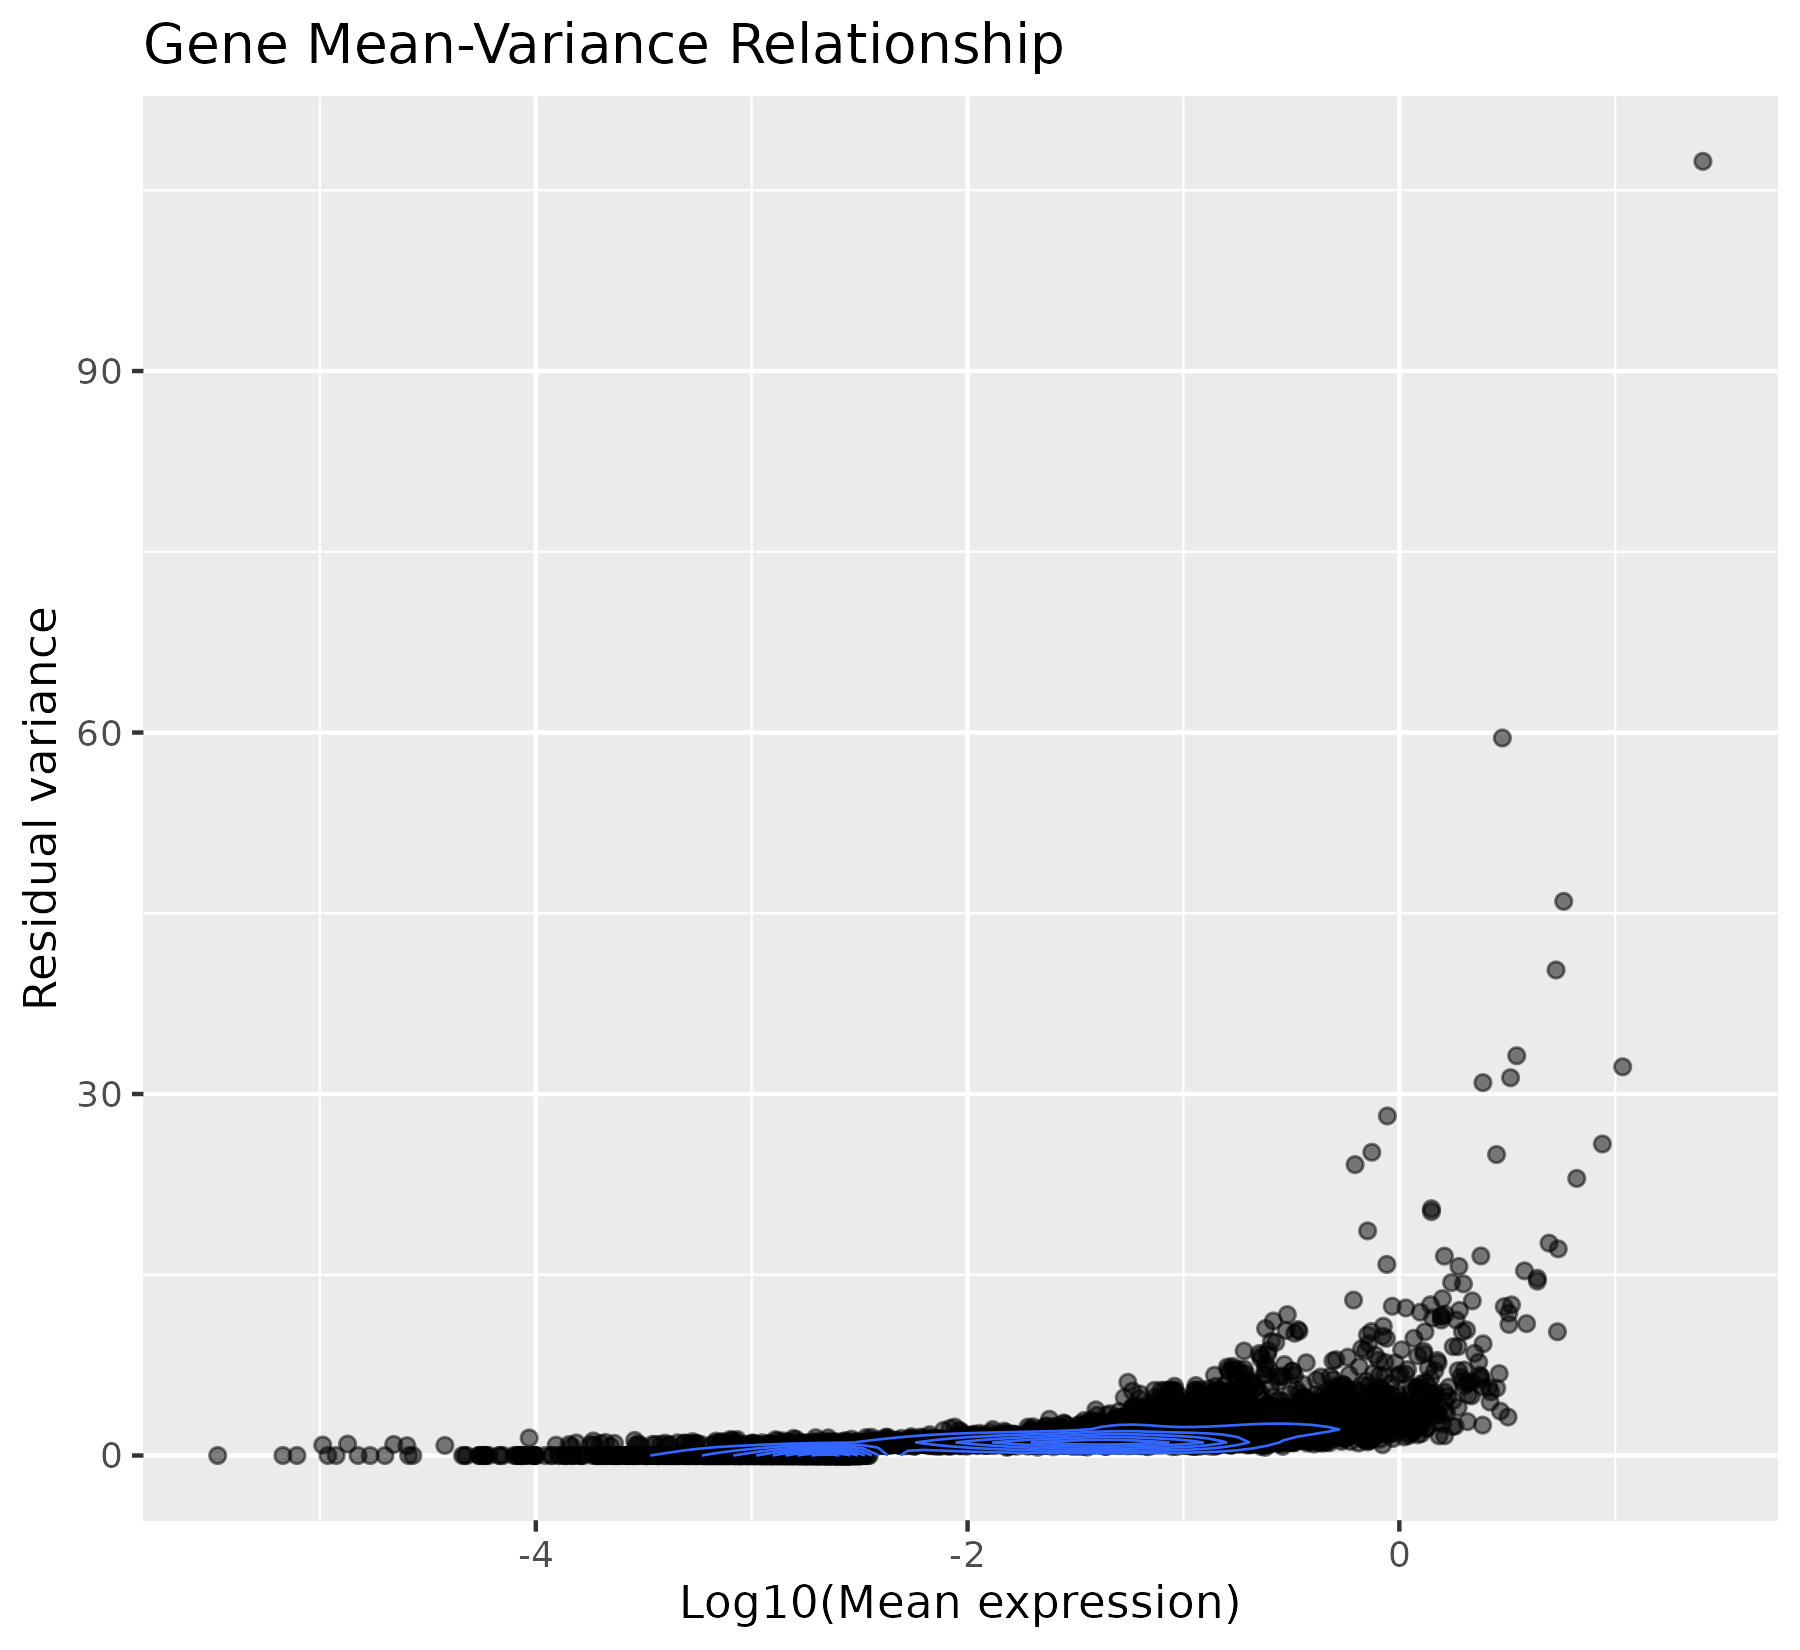 Gene Mean-Variance Relationship
90
60
30
0
Residual variance
-4
-2
0
Log10(Mean expression)